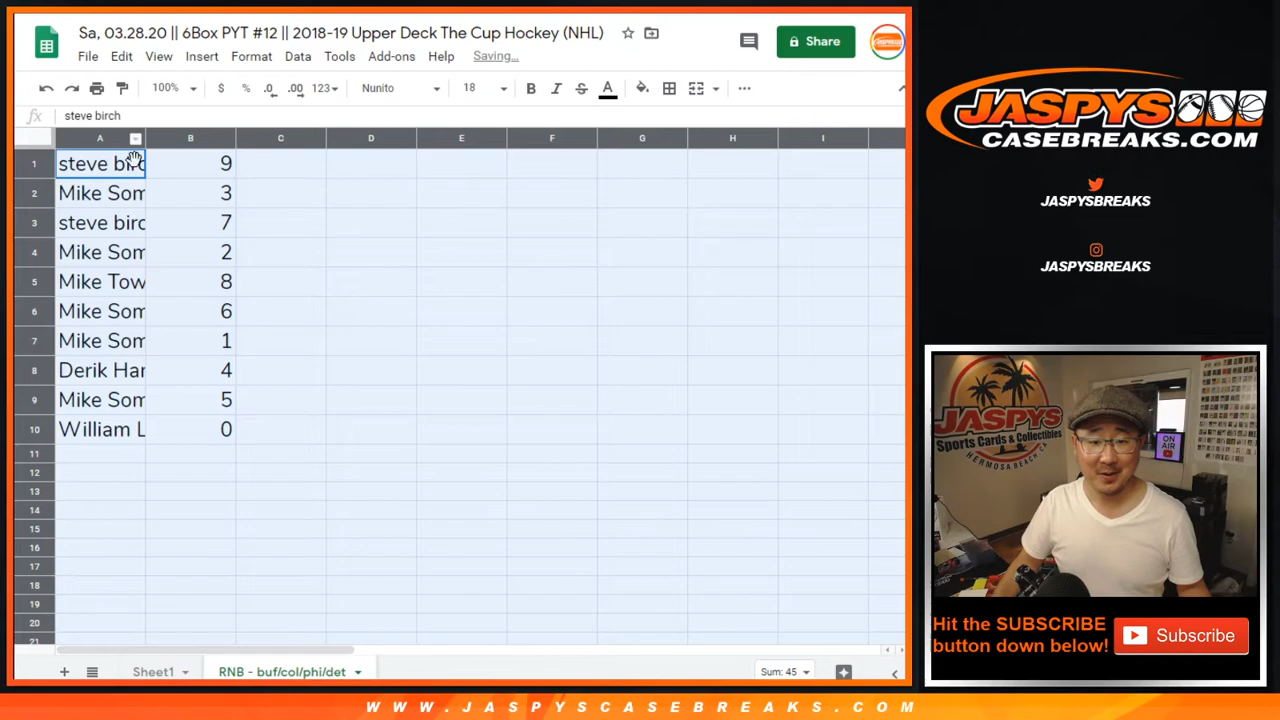 Sa, 03.28.20 || 6Box PYT #12 || 2018-19 Upper Deck The Cup Hockey (NHL)
File Edit View Insert Format Data Tools Add-ons Help Saving...
Share
100% $ % .0 .00 123 Nunito 18 B I S A
fx steve birch
A B C D E F G H I
1 steve birc 9
2 Mike Som 3
3 steve birc 7
4 Mike Som 2
5 Mike Tow 8
6 Mike Som 6
7 Mike Som 1
8 Derik Har 4
9 Mike Som 5
10 William L 0
11
12
13
14
15
16
17
18
19
20
21
Sheet1 RNB - buf/col/phi/det Sum: 45
JASPYS
CASEBREAKS.COM
JASPYSBREAKS
JASPYSBREAKS
JASPYS
Sports Cards & Collectibles
HERMOSA BEACH, CA
ON AIR
Hit the SUBSCRIBE
button down below!
Subscribe
WWW.JASPYSCASEBREAKS.COM